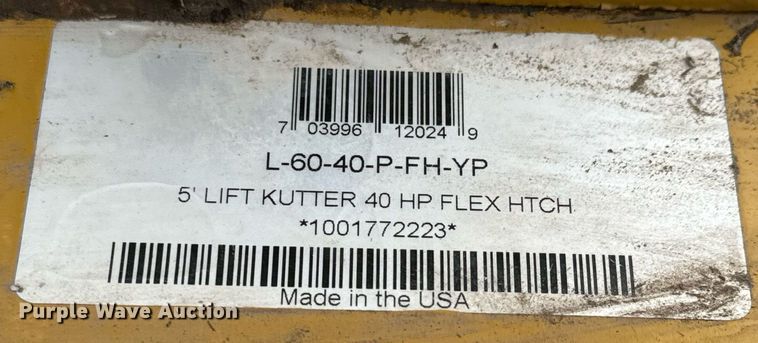 7 03996 12024 9
L-60-40-P-FH-YP
5' LIFT KUTTER 40 HP FLEX HTCH
*1001772223*
Made in the USA
Purple Wave Auction